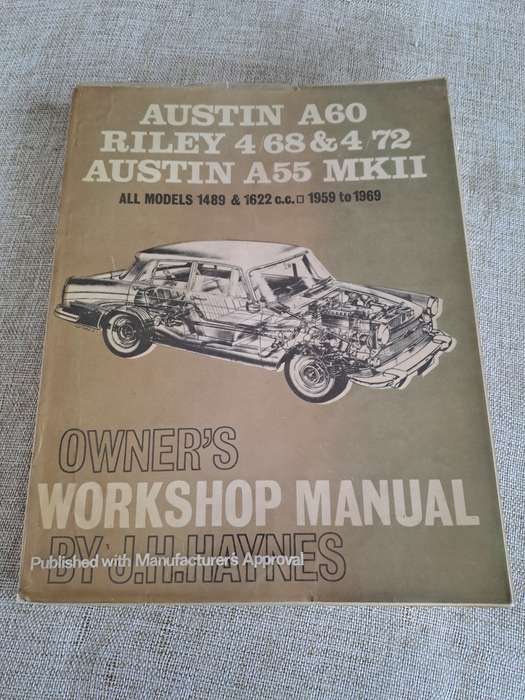 AUSTIN A60
RILEY 4/68 & 4/72
AUSTIN A55 MKII
ALL MODELS 1489 & 1622 c.c. □ 1959 to 1969
OWNER'S
WORKSHOP MANUAL
BY J.H.HAYNES
Published with Manufacturer's Approval